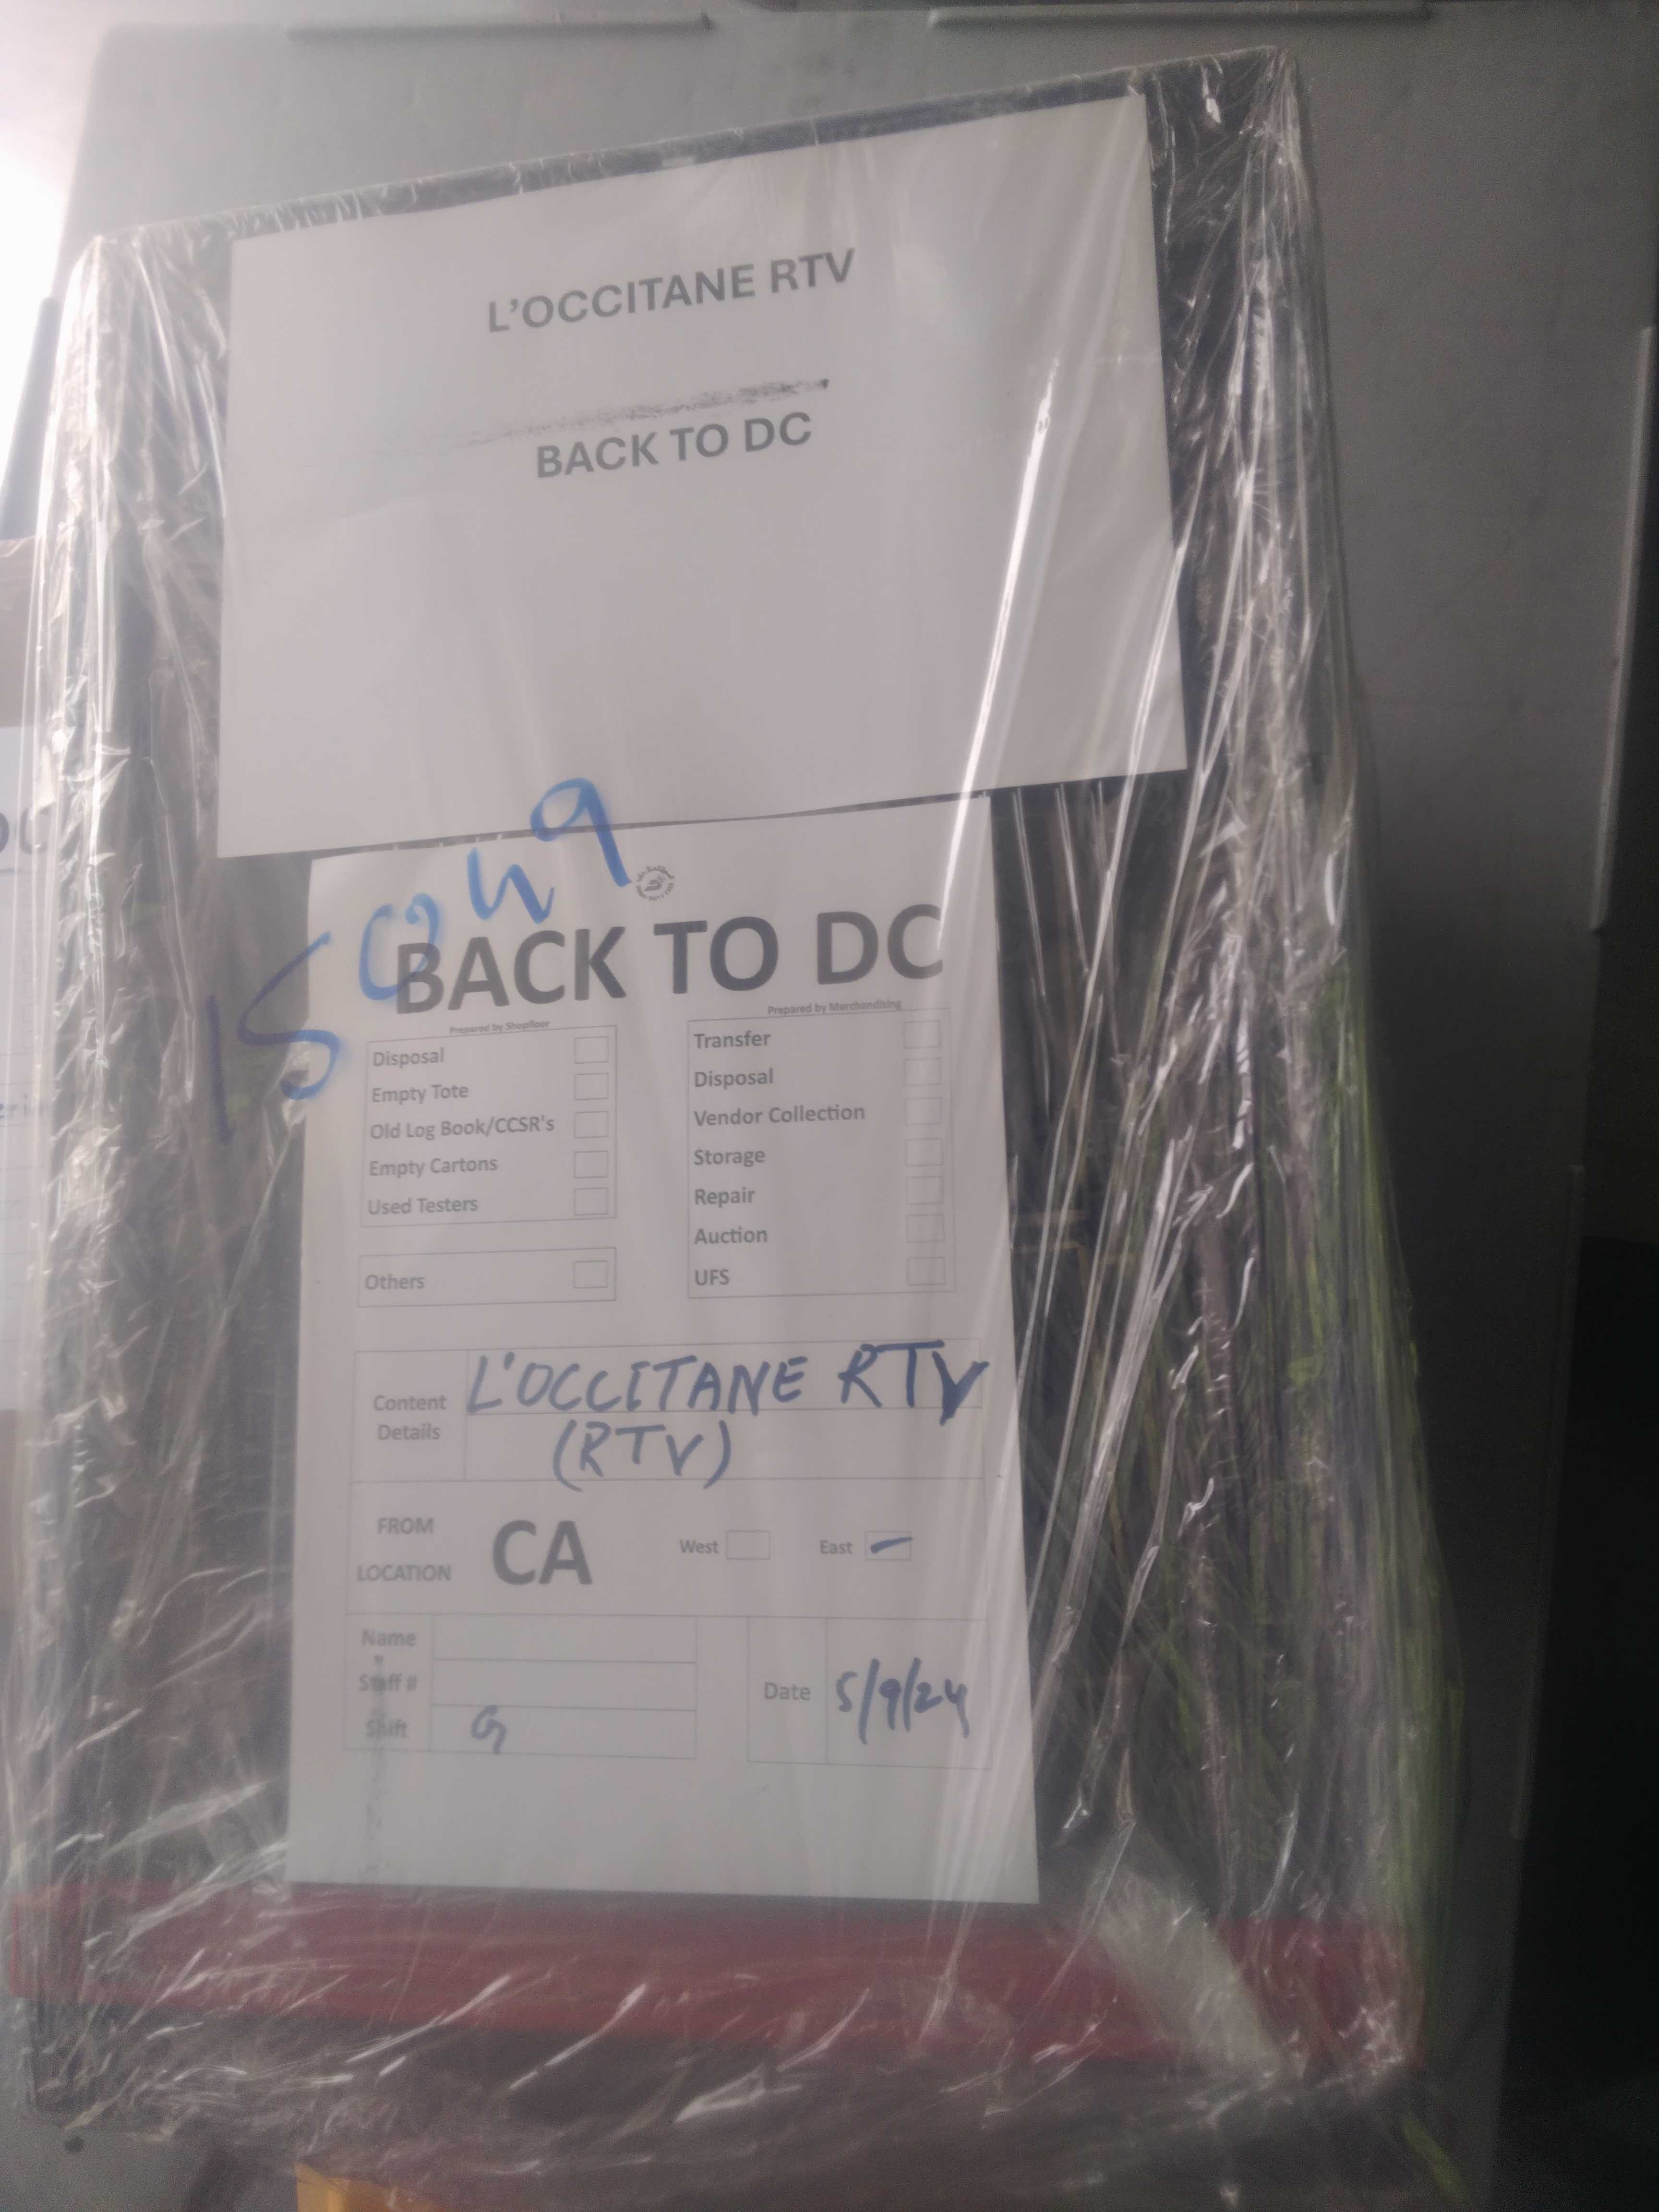 L'OCCITANE RTV
BACK TO DC
BACK TO DC
Prepared by Shopfloor
Disposal
Empty Tote
Old Log Book/CCSR's
Empty Cartons
Used Testers
Others
Prepared by Merchandising
Transfer
Disposal
Vendor Collection
Storage
Repair
Auction
UFS
Content Details
L'OCCITANE RTV
(RTV)
FROM LOCATION
CA
West
East
Name
Staff #
Shift G
Date 5/9/24